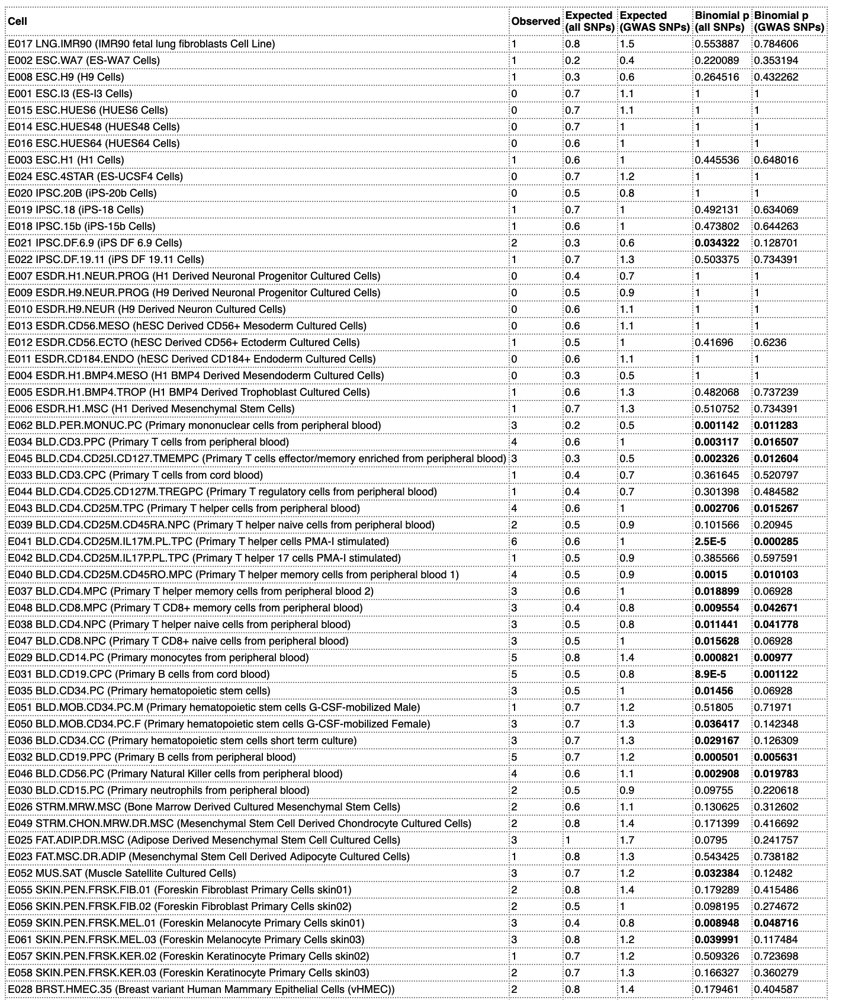 Cell Observed Expected (all SNPs) Expected (GWAS SNPs) Binomial p (all SNPs) Binomial p (GWAS SNPs)
E017 LNG.IMR90 (IMR90 fetal lung fibroblasts Cell Line) 1 0.8 1.5 0.553887 0.784606
E002 ESC.WA7 (ES-WA7 Cells) 1 0.2 0.4 0.220089 0.353194
E008 ESC.H9 (H9 Cells) 1 0.3 0.6 0.264516 0.432262
E001 ESC.I3 (ES-I3 Cells) 0 0.7 1.1 1 1
E015 ESC.HUES6 (HUES6 Cells) 0 0.7 1.1 1 1
E014 ESC.HUES48 (HUES48 Cells) 0 0.7 1 1 1
E016 ESC.HUES64 (HUES64 Cells) 0 0.6 1 1 1
E003 ESC.H1 (H1 Cells) 1 0.6 1 0.445536 0.648016
E024 ESC.4STAR (ES-UCSF4 Cells) 0 0.7 1.2 1 1
E020 IPSC.20B (iPS-20b Cells) 0 0.5 0.8 1 1
E019 IPSC.18 (iPS-18 Cells) 1 0.7 1 0.492131 0.634069
E018 IPSC.15b (iPS-15b Cells) 1 0.6 1 0.473802 0.644263
E021 IPSC.DF.6.9 (iPS DF 6.9 Cells) 2 0.3 0.6 0.034322 0.128701
E022 IPSC.DF.19.11 (iPS DF 19.11 Cells) 1 0.7 1.3 0.503375 0.734391
E007 ESDR.H1.NEUR.PROG (H1 Derived Neuronal Progenitor Cultured Cells) 0 0.4 0.7 1 1
E009 ESDR.H9.NEUR.PROG (H9 Derived Neuronal Progenitor Cultured Cells) 0 0.5 0.9 1 1
E010 ESDR.H9.NEUR (H9 Derived Neuron Cultured Cells) 0 0.6 1.1 1 1
E013 ESDR.CD56.MESO (hESC Derived CD56+ Mesoderm Cultured Cells) 0 0.6 1.1 1 1
E012 ESDR.CD56.ECTO (hESC Derived CD56+ Ectoderm Cultured Cells) 1 0.5 1 0.41696 0.6236
E011 ESDR.CD184.ENDO (hESC Derived CD184+ Endoderm Cultured Cells) 0 0.6 1.1 1 1
E004 ESDR.H1.BMP4.MESO (H1 BMP4 Derived Mesendoderm Cultured Cells) 0 0.3 0.5 1 1
E005 ESDR.H1.BMP4.TROP (H1 BMP4 Derived Trophoblast Cultured Cells) 1 0.6 1.3 0.482068 0.737239
E006 ESDR.H1.MSC (H1 Derived Mesenchymal Stem Cells) 1 0.7 1.3 0.510752 0.734391
E062 BLD.PER.MONUC.PC (Primary mononuclear cells from peripheral blood) 3 0.2 0.5 0.001142 0.011283
E034 BLD.CD3.PPC (Primary T cells from peripheral blood) 4 0.6 1 0.003117 0.016507
E045 BLD.CD4.CD25I.CD127.TMEMPC (Primary T cells effector/memory enriched from peripheral blood) 3 0.3 0.5 0.002326 0.012604
E033 BLD.CD3.CPC (Primary T cells from cord blood) 1 0.4 0.7 0.361645 0.520797
E044 BLD.CD4.CD25.CD127M.TREGPC (Primary T regulatory cells from peripheral blood) 1 0.4 0.7 0.301398 0.484582
E043 BLD.CD4.CD25M.TPC (Primary T helper cells from peripheral blood) 4 0.6 1 0.002706 0.015267
E039 BLD.CD4.CD25M.CD45RA.NPC (Primary T helper naive cells from peripheral blood) 2 0.5 0.9 0.101566 0.20945
E041 BLD.CD4.CD25M.IL17M.PL.TPC (Primary T helper cells PMA-I stimulated) 6 0.6 1 2.5E-5 0.000285
E042 BLD.CD4.CD25M.IL17P.PL.TPC (Primary T helper 17 cells PMA-I stimulated) 1 0.5 0.9 0.385566 0.597591
E040 BLD.CD4.CD25M.CD45RO.MPC (Primary T helper memory cells from peripheral blood 1) 4 0.5 0.9 0.0015 0.010103
E037 BLD.CD4.MPC (Primary T helper memory cells from peripheral blood 2) 3 0.6 1 0.018899 0.06928
E048 BLD.CD8.MPC (Primary T CD8+ memory cells from peripheral blood) 3 0.4 0.8 0.009554 0.042671
E038 BLD.CD4.NPC (Primary T helper naive cells from peripheral blood) 3 0.5 0.8 0.011441 0.041778
E047 BLD.CD8.NPC (Primary T CD8+ naive cells from peripheral blood) 3 0.5 1 0.015628 0.06928
E029 BLD.CD14.PC (Primary monocytes from peripheral blood) 5 0.8 1.4 0.000821 0.00977
E031 BLD.CD19.CPC (Primary B cells from cord blood) 5 0.5 0.8 8.9E-5 0.001122
E035 BLD.CD34.PC (Primary hematopoietic stem cells) 3 0.5 1 0.01456 0.06928
E051 BLD.MOB.CD34.PC.M (Primary hematopoietic stem cells G-CSF-mobilized Male) 1 0.7 1.2 0.51805 0.71971
E050 BLD.MOB.CD34.PC.F (Primary hematopoietic stem cells G-CSF-mobilized Female) 3 0.7 1.3 0.036417 0.142348
E036 BLD.CD34.CC (Primary hematopoietic stem cells short term culture) 3 0.7 1.3 0.029167 0.126309
E032 BLD.CD19.PPC (Primary B cells from peripheral blood) 5 0.7 1.2 0.000501 0.005631
E046 BLD.CD56.PC (Primary Natural Killer cells from peripheral blood) 4 0.6 1.1 0.002908 0.019783
E030 BLD.CD15.PC (Primary neutrophils from peripheral blood) 2 0.5 0.9 0.09755 0.220618
E026 STRM.MRW.MSC (Bone Marrow Derived Cultured Mesenchymal Stem Cells) 2 0.6 1.1 0.130625 0.312602
E049 STRM.CHON.MRW.DR.MSC (Mesenchymal Stem Cell Derived Chondrocyte Cultured Cells) 2 0.8 1.4 0.171399 0.416692
E025 FAT.ADIP.DR.MSC (Adipose Derived Mesenchymal Stem Cell Cultured Cells) 3 1 1.7 0.0795 0.241757
E023 FAT.MSC.DR.ADIP (Mesenchymal Stem Cell Derived Adipocyte Cultured Cells) 1 0.8 1.3 0.543425 0.738182
E052 MUS.SAT (Muscle Satellite Cultured Cells) 3 0.7 1.2 0.032384 0.12482
E055 SKIN.PEN.FRSK.FIB.01 (Foreskin Fibroblast Primary Cells skin01) 2 0.8 1.4 0.179289 0.415486
E056 SKIN.PEN.FRSK.FIB.02 (Foreskin Fibroblast Primary Cells skin02) 2 0.5 1 0.098195 0.274672
E059 SKIN.PEN.FRSK.MEL.01 (Foreskin Melanocyte Primary Cells skin01) 3 0.4 0.8 0.008948 0.048716
E061 SKIN.PEN.FRSK.MEL.03 (Foreskin Melanocyte Primary Cells skin03) 3 0.8 1.2 0.039991 0.117484
E057 SKIN.PEN.FRSK.KER.02 (Foreskin Keratinocyte Primary Cells skin02) 1 0.7 1.2 0.509326 0.723698
E058 SKIN.PEN.FRSK.KER.03 (Foreskin Keratinocyte Primary Cells skin03) 2 0.7 1.3 0.166327 0.360279
E028 BRST.HMEC.35 (Breast variant Human Mammary Epithelial Cells (vHMEC)) 2 0.8 1.4 0.179461 0.404587